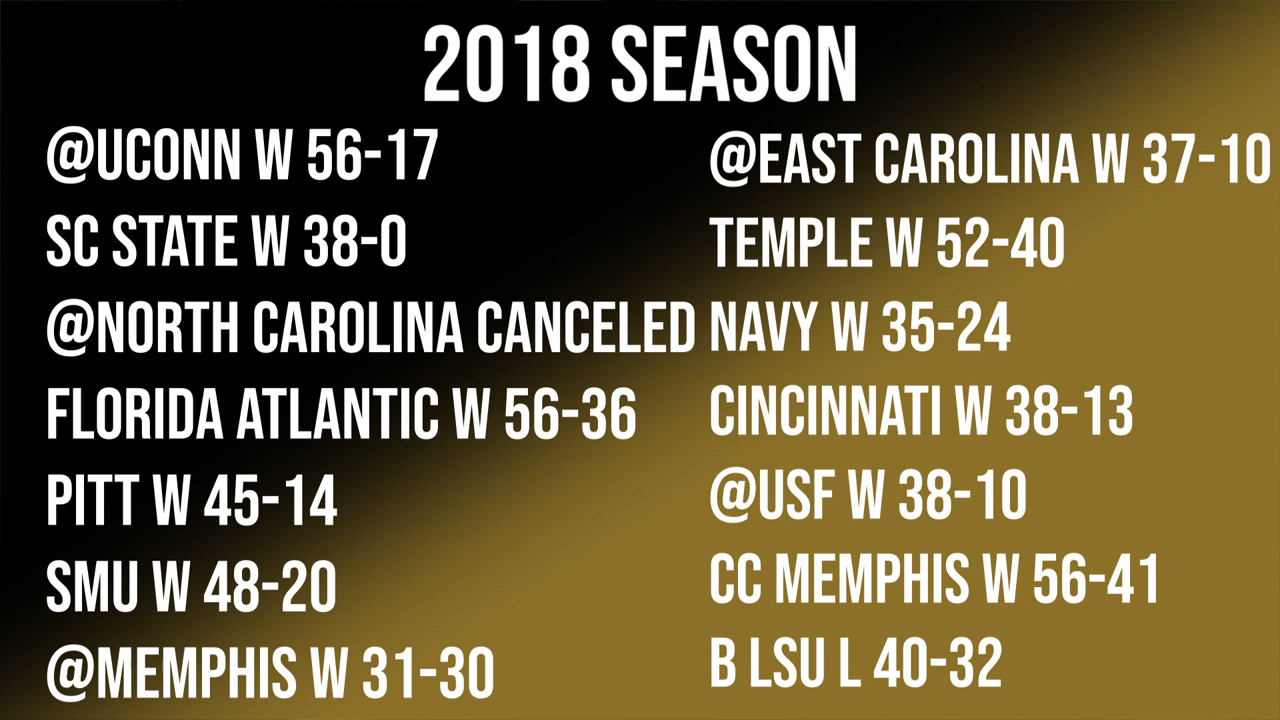 2018 SEASON
@UCONN W 56-17
SC STATE W 38-0
@NORTH CAROLINA CANCELED
FLORIDA ATLANTIC W 56-36
PITT W 45-14
SMU W 48-20
@MEMPHIS W 31-30
@EAST CAROLINA W 37-10
TEMPLE W 52-40
NAVY W 35-24
CINCINNATI W 38-13
@USF W 38-10
CC MEMPHIS W 56-41
B LSU L 40-32